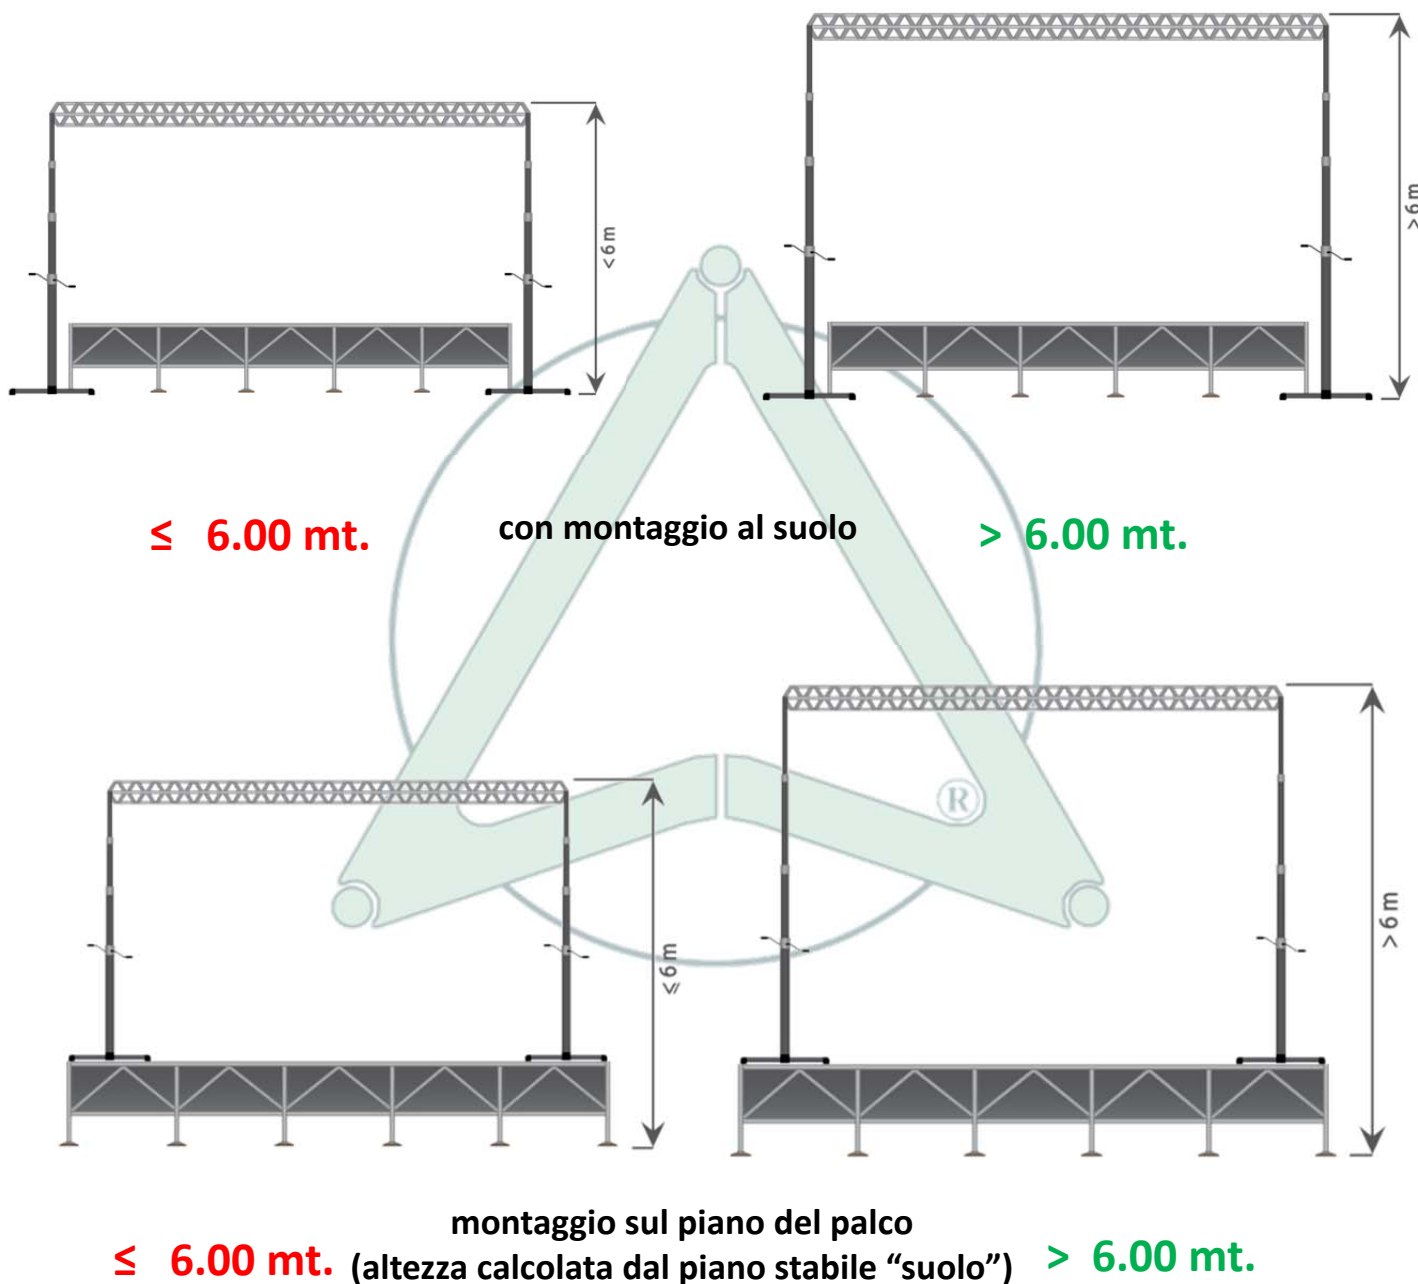 < 6 m
> 6 m
≤ 6.00 mt.
con montaggio al suolo
> 6.00 mt.
®
≤ 6 m
> 6 m
montaggio sul piano del palco
≤ 6.00 mt.
(altezza calcolata dal piano stabile “suolo”)
> 6.00 mt.